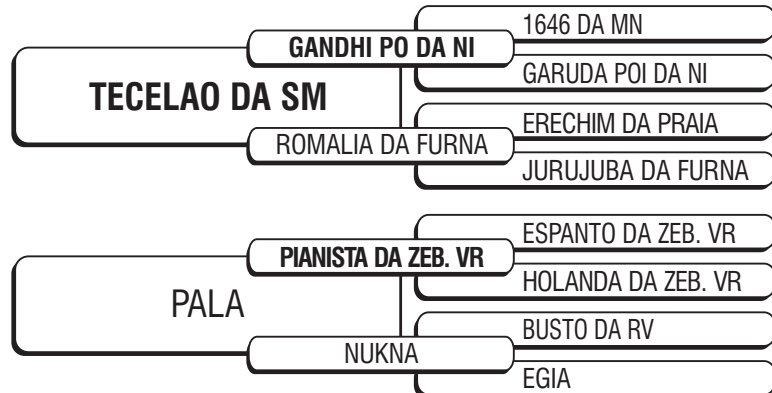 1646 DA MN
GANDHI PO DA NI
GARUDA POI DA NI
TECELAO DA SM
ERECHIM DA PRAIA
ROMALIA DA FURNA
JURUJUBA DA FURNA
ESPANTO DA ZEB. VR
PIANISTA DA ZEB. VR
HOLANDA DA ZEB. VR
PALA
BUSTO DA RV
NUKNA
EGIA